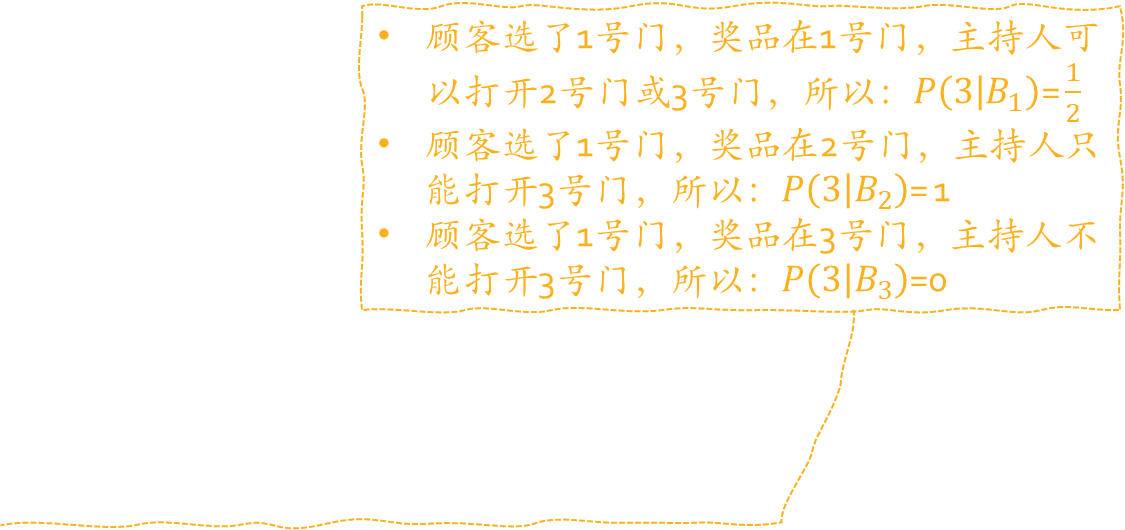 • 顾客选了1号门，奖品在1号门，主持人可
以打开2号门或3号门，所以：P(3|B₁)=1/2
• 顾客选了1号门，奖品在2号门，主持人只
能打开3号门，所以：P(3|B₂)=1
• 顾客选了1号门，奖品在3号门，主持人不
能打开3号门，所以：P(3|B₃)=0